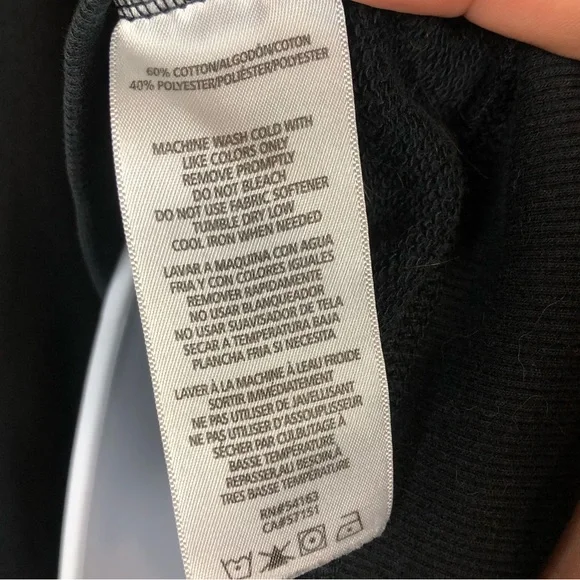 60% COTTON/ALGODÓN/COTON
40% POLYESTER/POLIÉSTER/POLYESTER
MACHINE WASH COLD WITH
LIKE COLORS ONLY
REMOVE PROMPTLY
DO NOT BLEACH
DO NOT USE FABRIC SOFTENER
TUMBLE DRY LOW
COOL IRON WHEN NEEDED
LAVAR A MAQUINA CON AGUA
FRIA Y CON COLORES IGUALES
REMOVER RAPIDAMENTE
NO USAR BLANQUEADOR
NO USAR SUAVISADOR DE TELA
SECAR A TEMPERATURA BAJA
PLANCHA FRIA SI NECESITA
LAVER À LA MACHINE À LEAU FROIDE
SORTIR IMMÉDIATEMENT
NE PAS UTILISER DE JAVELLISANT
NE PAS UTILISER D'ASSOUPLISSEUR
SÉCHER PAR CULBUTAGE À
BASSE TEMPÉRATURE
REPASSER AU BESOIN À
TRES BASSE TEMPÉRATURE
RN#54163
CA#57151